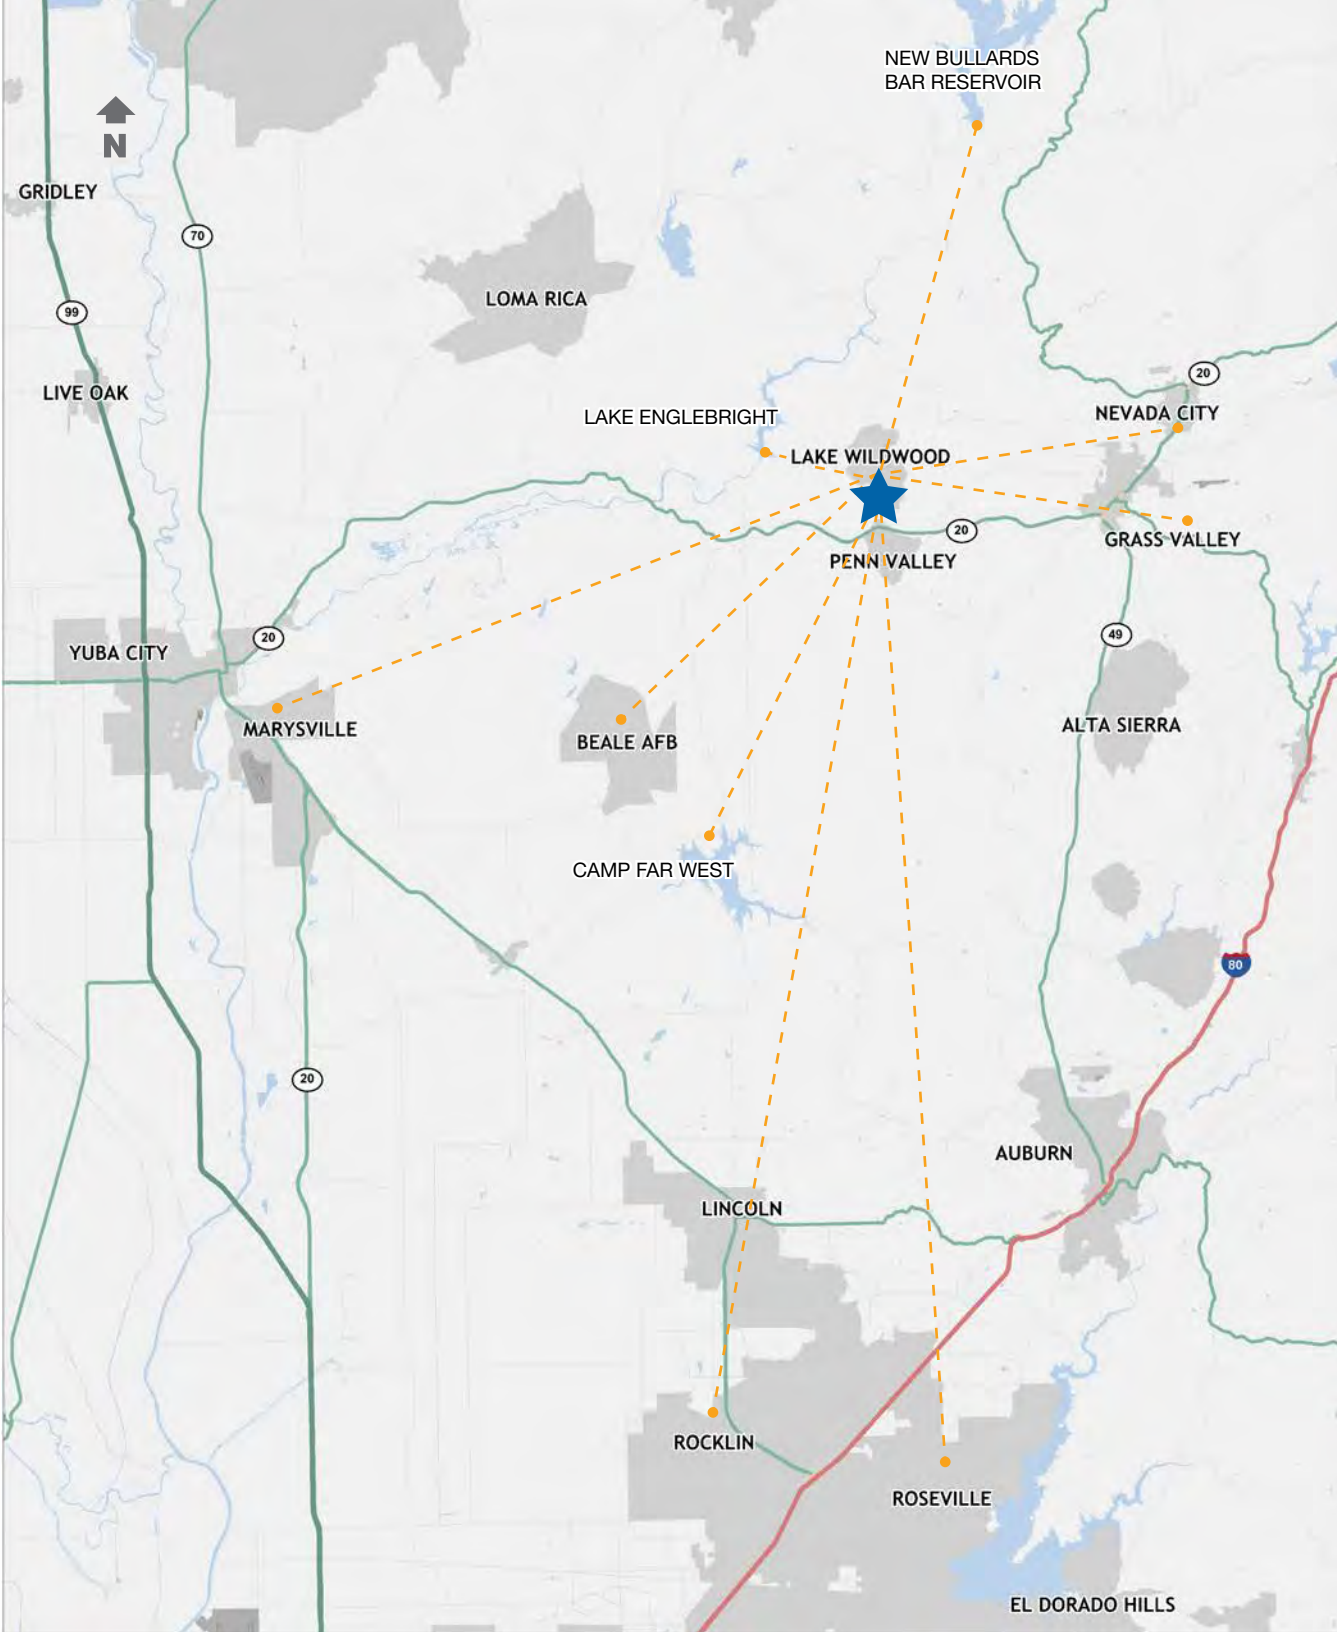 NEW BULLARDS
BAR RESERVOIR
N
GRIDLEY
70
LOMA RICA
99
20
LIVE OAK
NEVADA CITY
LAKE ENGLEBRIGHT
LAKE WILDWOOD
20
GRASS VALLEY
PENN VALLEY
20
49
YUBA CITY
ALTA SIERRA
MARYSVILLE
BEALE AFB
CAMP FAR WEST
80
20
AUBURN
LINCOLN
ROCKLIN
ROSEVILLE
EL DORADO HILLS